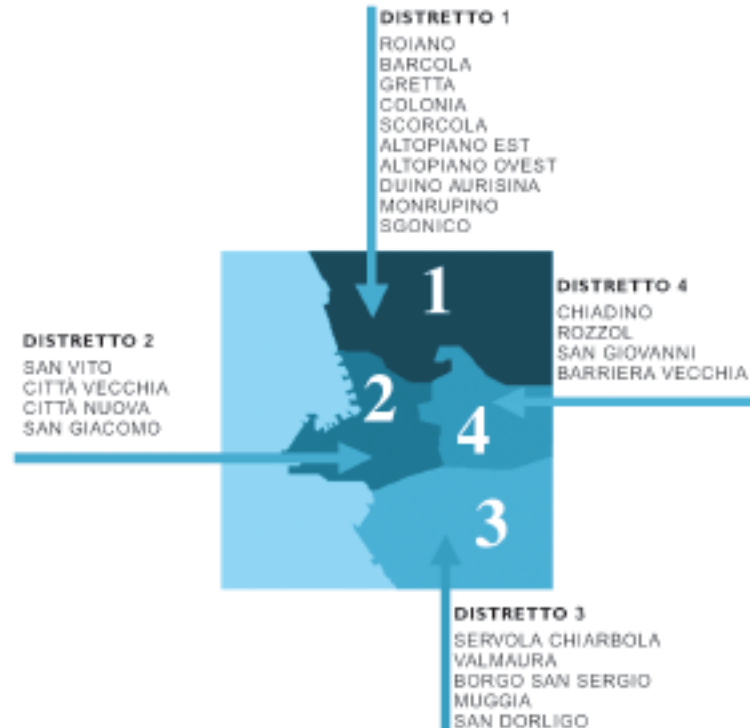 DISTRETTO 1
ROIANO
BARCOLA
GRETTA
COLONIA
SCORCOLA
ALTOPIANO EST
ALTOPIANO OVEST
DUINO AURISINA
MONRUPINO
SGONICO
1
DISTRETTO 4
CHIADINO
ROZZOL
SAN GIOVANNI
BARRIERA VECCHIA
DISTRETTO 2
SAN VITO
CITTÀ VECCHIA
CITTÀ NUOVA
SAN GIACOMO
2
4
3
DISTRETTO 3
SERVOLA CHIARBOLA
VALMAURA
BORGO SAN SERGIO
MUGGIA
SAN DORLIGO